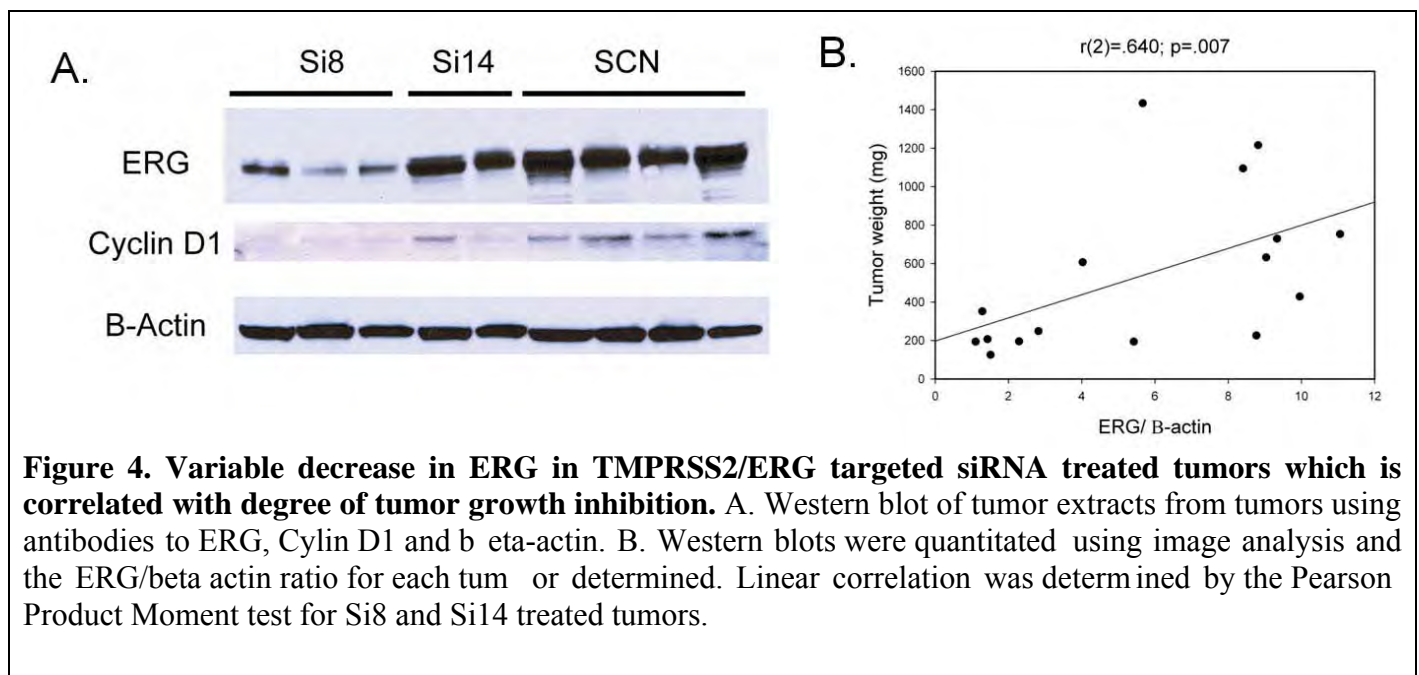 A.
Si8 Si14 SCN
ERG
Cyclin D1
B-Actin
B.
r(2)=.640; p=.007
Tumor weight (mg)
1600
1400
1200
1000
800
600
400
200
0
0 2 4 6 8 10 12
ERG/ B-actin
Figure 4. Variable decrease in ERG in TMPRSS2/ERG targeted siRNA treated tumors which is
correlated with degree of tumor growth inhibition. A. Western blot of tumor extracts from tumors using
antibodies to ERG, Cylin D1 and b eta-actin. B. Western blots were quantitated using image analysis and
the ERG/beta actin ratio for each tum or determined. Linear correlation was determ ined by the Pearson
Product Moment test for Si8 and Si14 treated tumors.